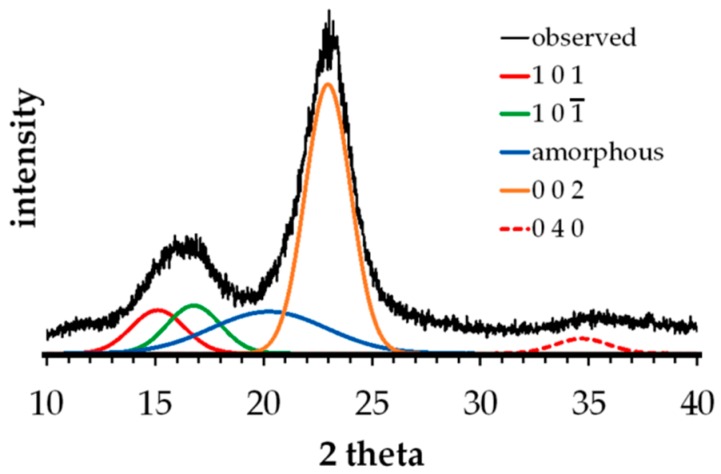 intensity
observed
1 0 1
1 0 1̅
amorphous
0 0 2
0 4 0
10 15 20 25 30 35 40
2 theta